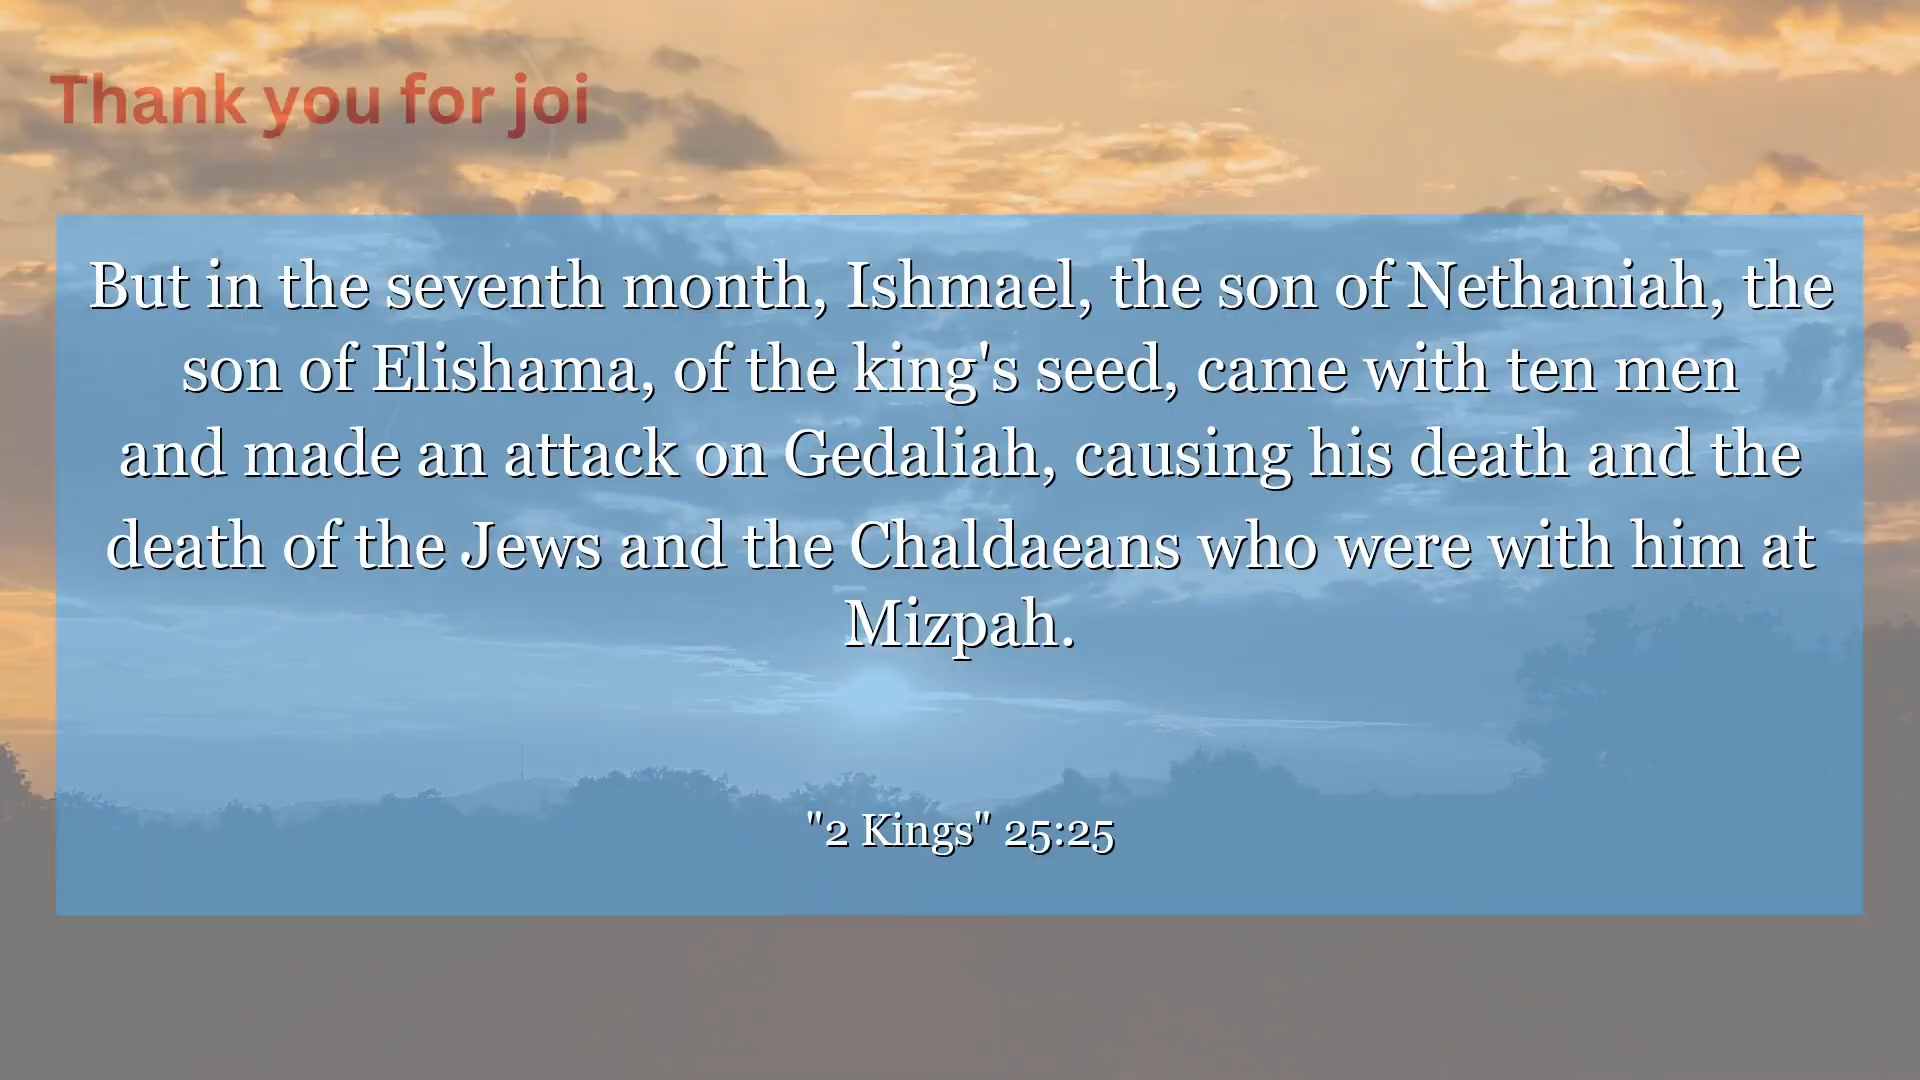 Thank you for joi
But in the seventh month, Ishmael, the son of Nethaniah, the
son of Elishama, of the king's seed, came with ten men
and made an attack on Gedaliah, causing his death and the
death of the Jews and the Chaldaeans who were with him at
Mizpah.
"2 Kings" 25:25